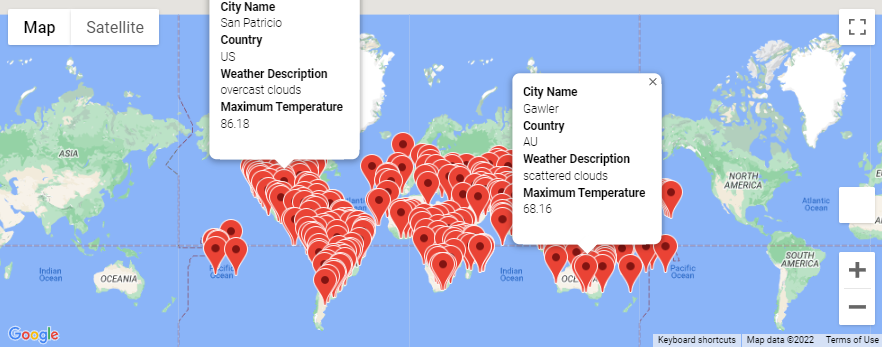 Map
Satellite
City Name
San Patricio
Country
US
Weather Description
overcast clouds
Maximum Temperature
86.18
City Name
Gawler
Country
AU
Weather Description
scattered clouds
Maximum Temperature
68.16
ASIA
NORTH
AMERICA
Atlantic
Ocean
Indian
Ocean
OCEANIA
Pacific
Ocean
Indian
Ocean
OC
Pacific
Ocean
SOUTH
AMERICA
Google
Keyboard shortcuts
Map data ©2022
Terms of Use